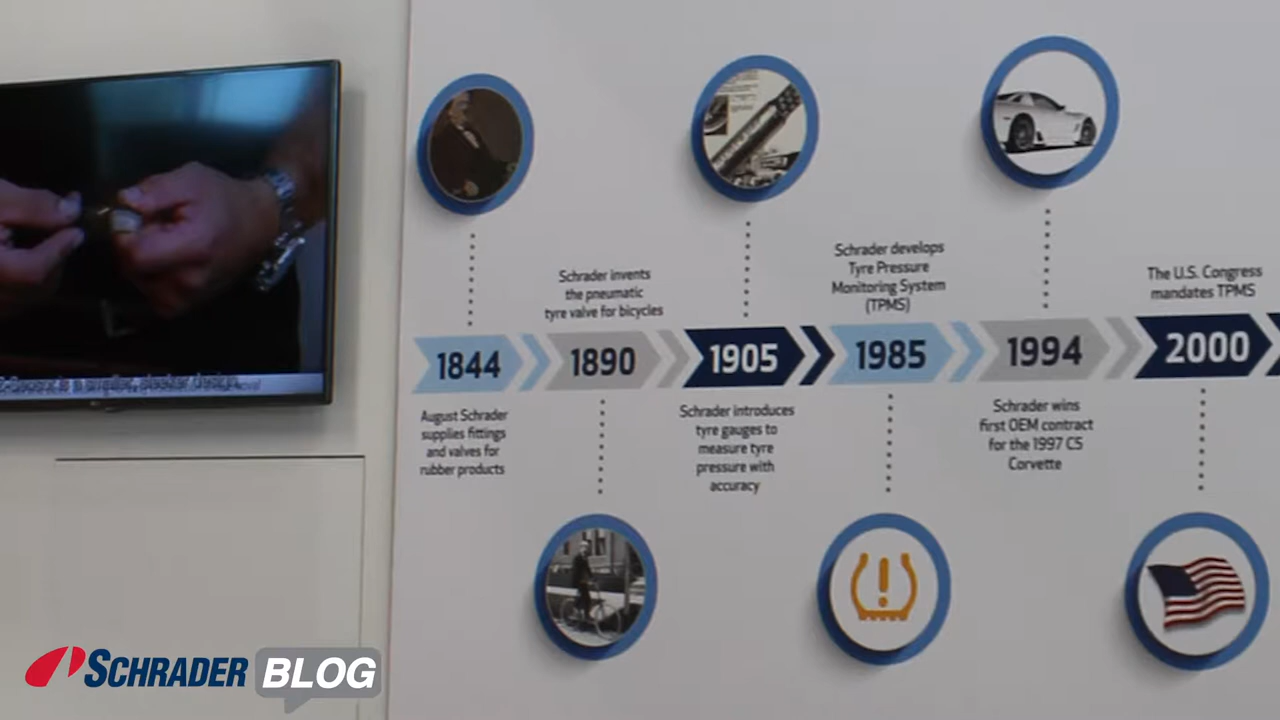 Schrader invents
the pneumatic
tyre valve for bicycles
Schrader develops
Tyre Pressure
Monitoring System
(TPMS)
The U.S. Congress
mandates TPMS
1844
1890
1905
1985
1994
2000
August Schrader
supplies fittings
and valves for
rubber products
Schrader introduces
tyre gauges to
measure tyre
pressure with
accuracy
Schrader wins
first OEM contract
for the 1997 C5
Corvette
SCHRADER BLOG